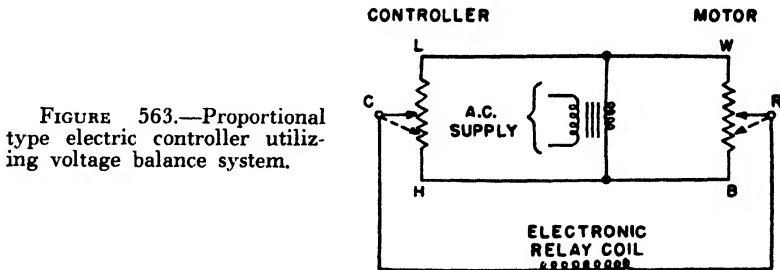 CONTROLLER MOTOR
L W
C A.C. R
SUPPLY
H B
ELECTRONIC
RELAY COIL
FIGURE 563.—Proportional
type electric controller utiliz-
ing voltage balance system.